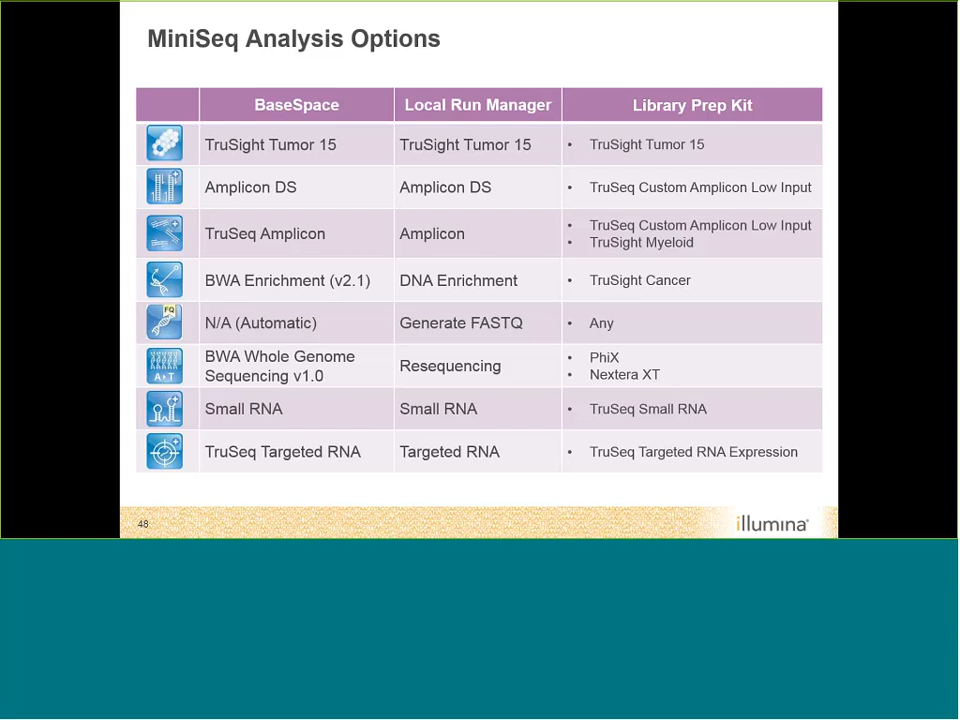 MiniSeq Analysis Options
BaseSpace
Local Run Manager
Library Prep Kit
TruSight Tumor 15
TruSight Tumor 15
• TruSight Tumor 15
Amplicon DS
Amplicon DS
• TruSeq Custom Amplicon Low Input
TruSeq Amplicon
Amplicon
• TruSeq Custom Amplicon Low Input
• TruSight Myeloid
BWA Enrichment (v2.1)
DNA Enrichment
• TruSight Cancer
FQ
N/A (Automatic)
Generate FASTQ
• Any
A▸T
BWA Whole Genome
Sequencing v1.0
Resequencing
• PhiX
• Nextera XT
Small RNA
Small RNA
• TruSeq Small RNA
TruSeq Targeted RNA
Targeted RNA
• TruSeq Targeted RNA Expression
48
illumina®